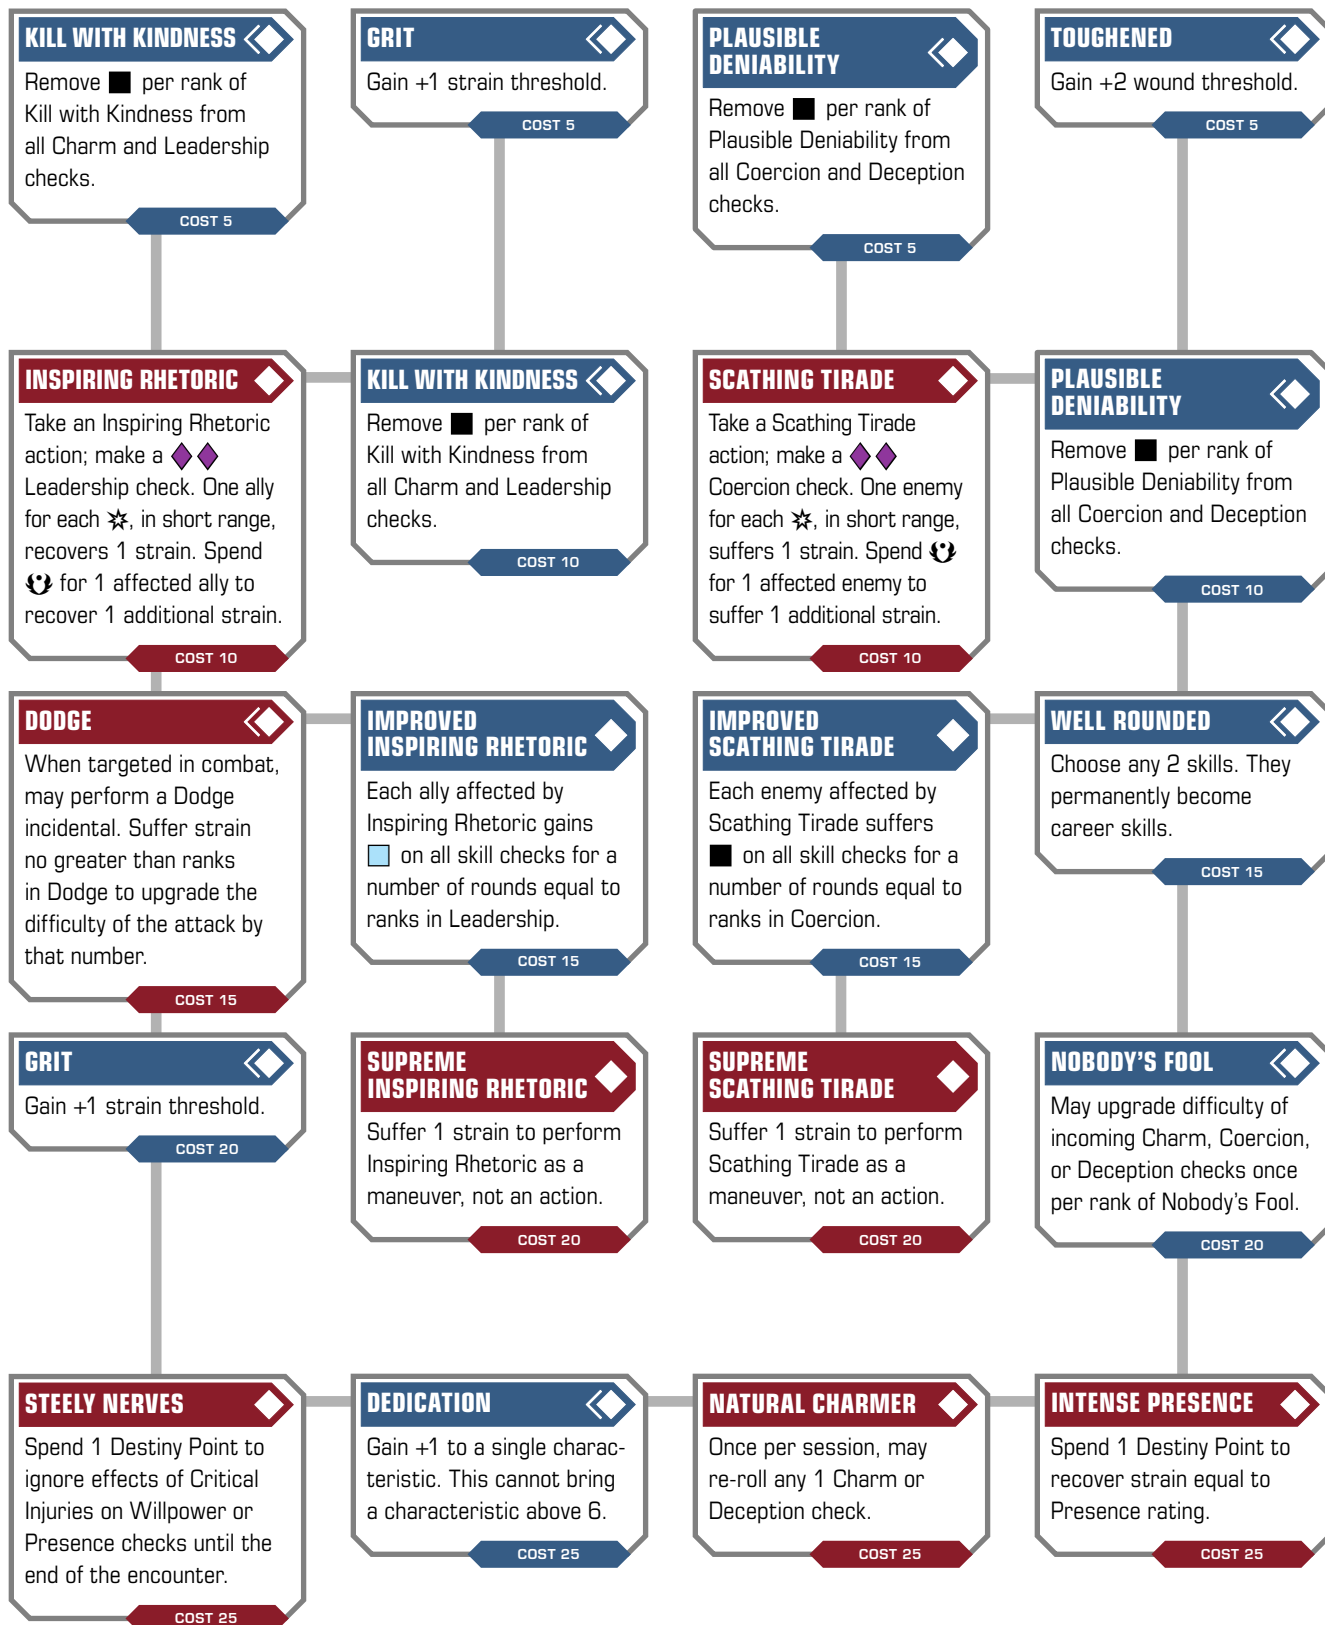 KILL WITH KINDNESS
Remove per rank of
Kill with Kindness from
all Charm and Leadership
checks.
COST 5
GRIT
Gain +1 strain threshold.
COST 5
PLAUSIBLE
DENIABILITY
Remove per rank of
Plausible Deniability from
all Coercion and Deception
checks.
COST 5
TOUGHENED
Gain +2 wound threshold.
COST 5
INSPIRING RHETORIC
Take an Inspiring Rhetoric
action; make a
Leadership check. One ally
for each , in short range,
recovers 1 strain. Spend
for 1 affected ally to
recover 1 additional strain.
COST 10
KILL WITH KINDNESS
Remove per rank of
Kill with Kindness from
all Charm and Leadership
checks.
COST 10
SCATHING TIRADE
Take a Scathing Tirade
action; make a
Coercion check. One enemy
for each , in short range,
suffers 1 strain. Spend
for 1 affected enemy to
suffer 1 additional strain.
COST 10
PLAUSIBLE
DENIABILITY
Remove per rank of
Plausible Deniability from
all Coercion and Deception
checks.
COST 10
DODGE
When targeted in combat,
may perform a Dodge
incidental. Suffer strain
no greater than ranks
in Dodge to upgrade the
difficulty of the attack by
that number.
COST 15
IMPROVED
INSPIRING RHETORIC
Each ally affected by
Inspiring Rhetoric gains
on all skill checks for a
number of rounds equal to
ranks in Leadership.
COST 15
IMPROVED
SCATHING TIRADE
Each enemy affected by
Scathing Tirade suffers
on all skill checks for a
number of rounds equal to
ranks in Coercion.
COST 15
WELL ROUNDED
Choose any 2 skills. They
permanently become
career skills.
COST 15
GRIT
Gain +1 strain threshold.
COST 20
SUPREME
INSPIRING RHETORIC
Suffer 1 strain to perform
Inspiring Rhetoric as a
maneuver, not an action.
COST 20
SUPREME
SCATHING TIRADE
Suffer 1 strain to perform
Scathing Tirade as a
maneuver, not an action.
COST 20
NOBODY'S FOOL
May upgrade difficulty of
incoming Charm, Coercion,
or Deception checks once
per rank of Nobody's Fool.
COST 20
STEELY NERVES
Spend 1 Destiny Point to
ignore effects of Critical
Injuries on Willpower or
Presence checks until the
end of the encounter.
COST 25
DEDICATION
Gain +1 to a single charac-
teristic. This cannot bring
a characteristic above 6.
COST 25
NATURAL CHARMER
Once per session, may
re-roll any 1 Charm or
Deception check.
COST 25
INTENSE PRESENCE
Spend 1 Destiny Point to
recover strain equal to
Presence rating.
COST 25